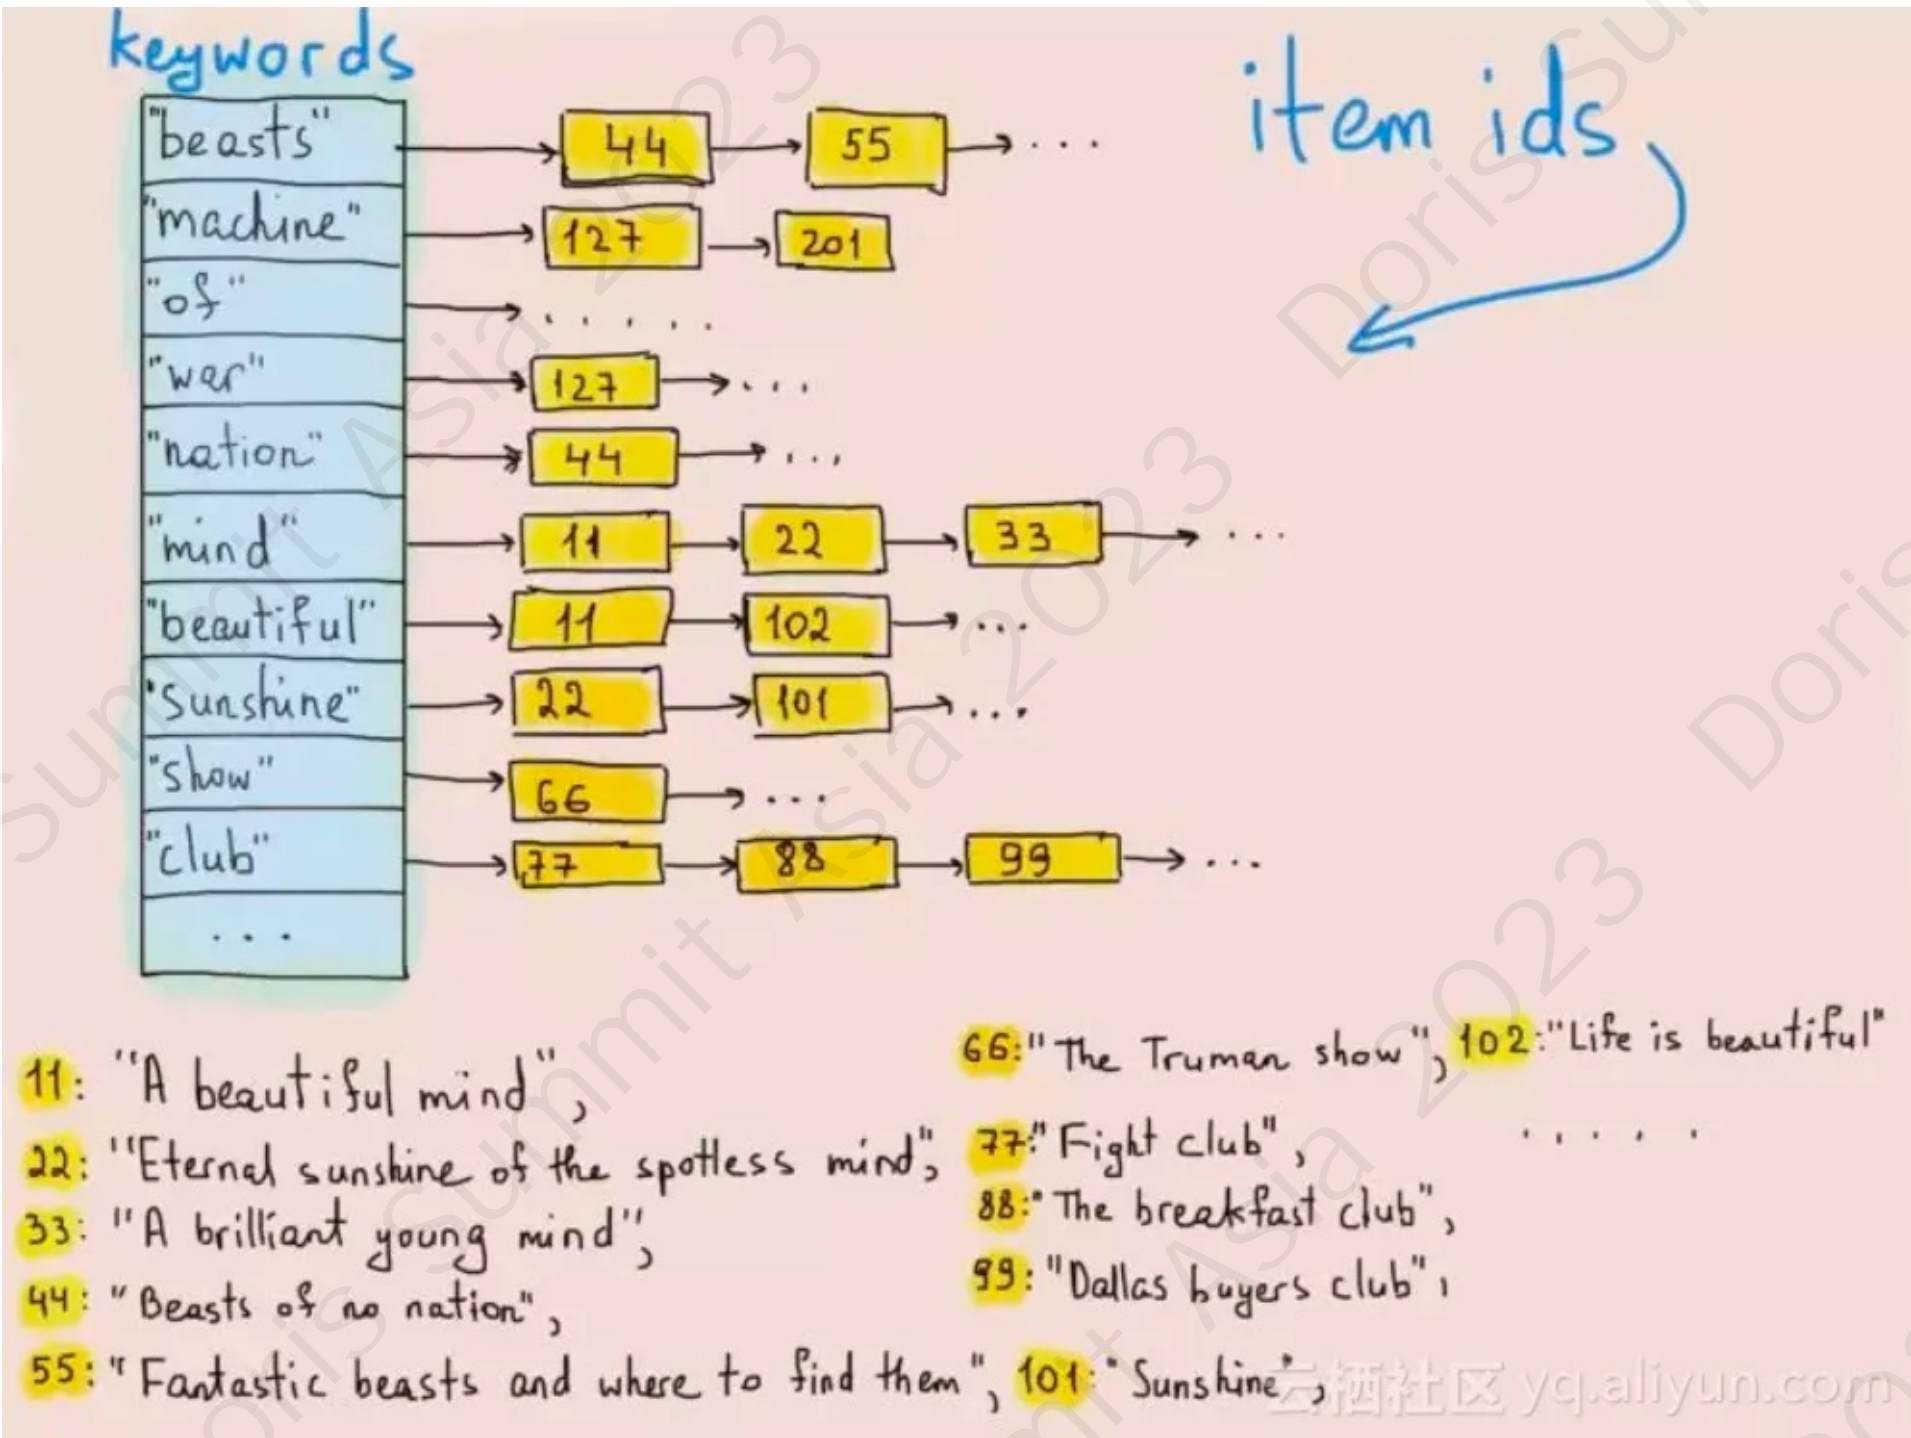 keywords
item ids
"beasts" 44 55 ...
"machine" 127 201
"of" .....
"war" 127 ...
"nation" 44 ...
"mind" 11 22 33 ...
"beautiful" 11 102 ...
"sunshine" 22 101 ...
"show" 66 ...
"club" 77 88 99 ...
...
11: "A beautiful mind",
22: "Eternal sunshine of the spotless mind",
33: "A brilliant young mind",
44: "Beasts of no nation",
55: "Fantastic beasts and where to find them", 101: "Sunshine",
66: "The Truman show", 102: "Life is beautiful"
77: "Fight club", .....
88: "The breakfast club",
99: "Dallas buyers club",
云栖社区 yq.aliyun.com
Doris Summit Asia 2023